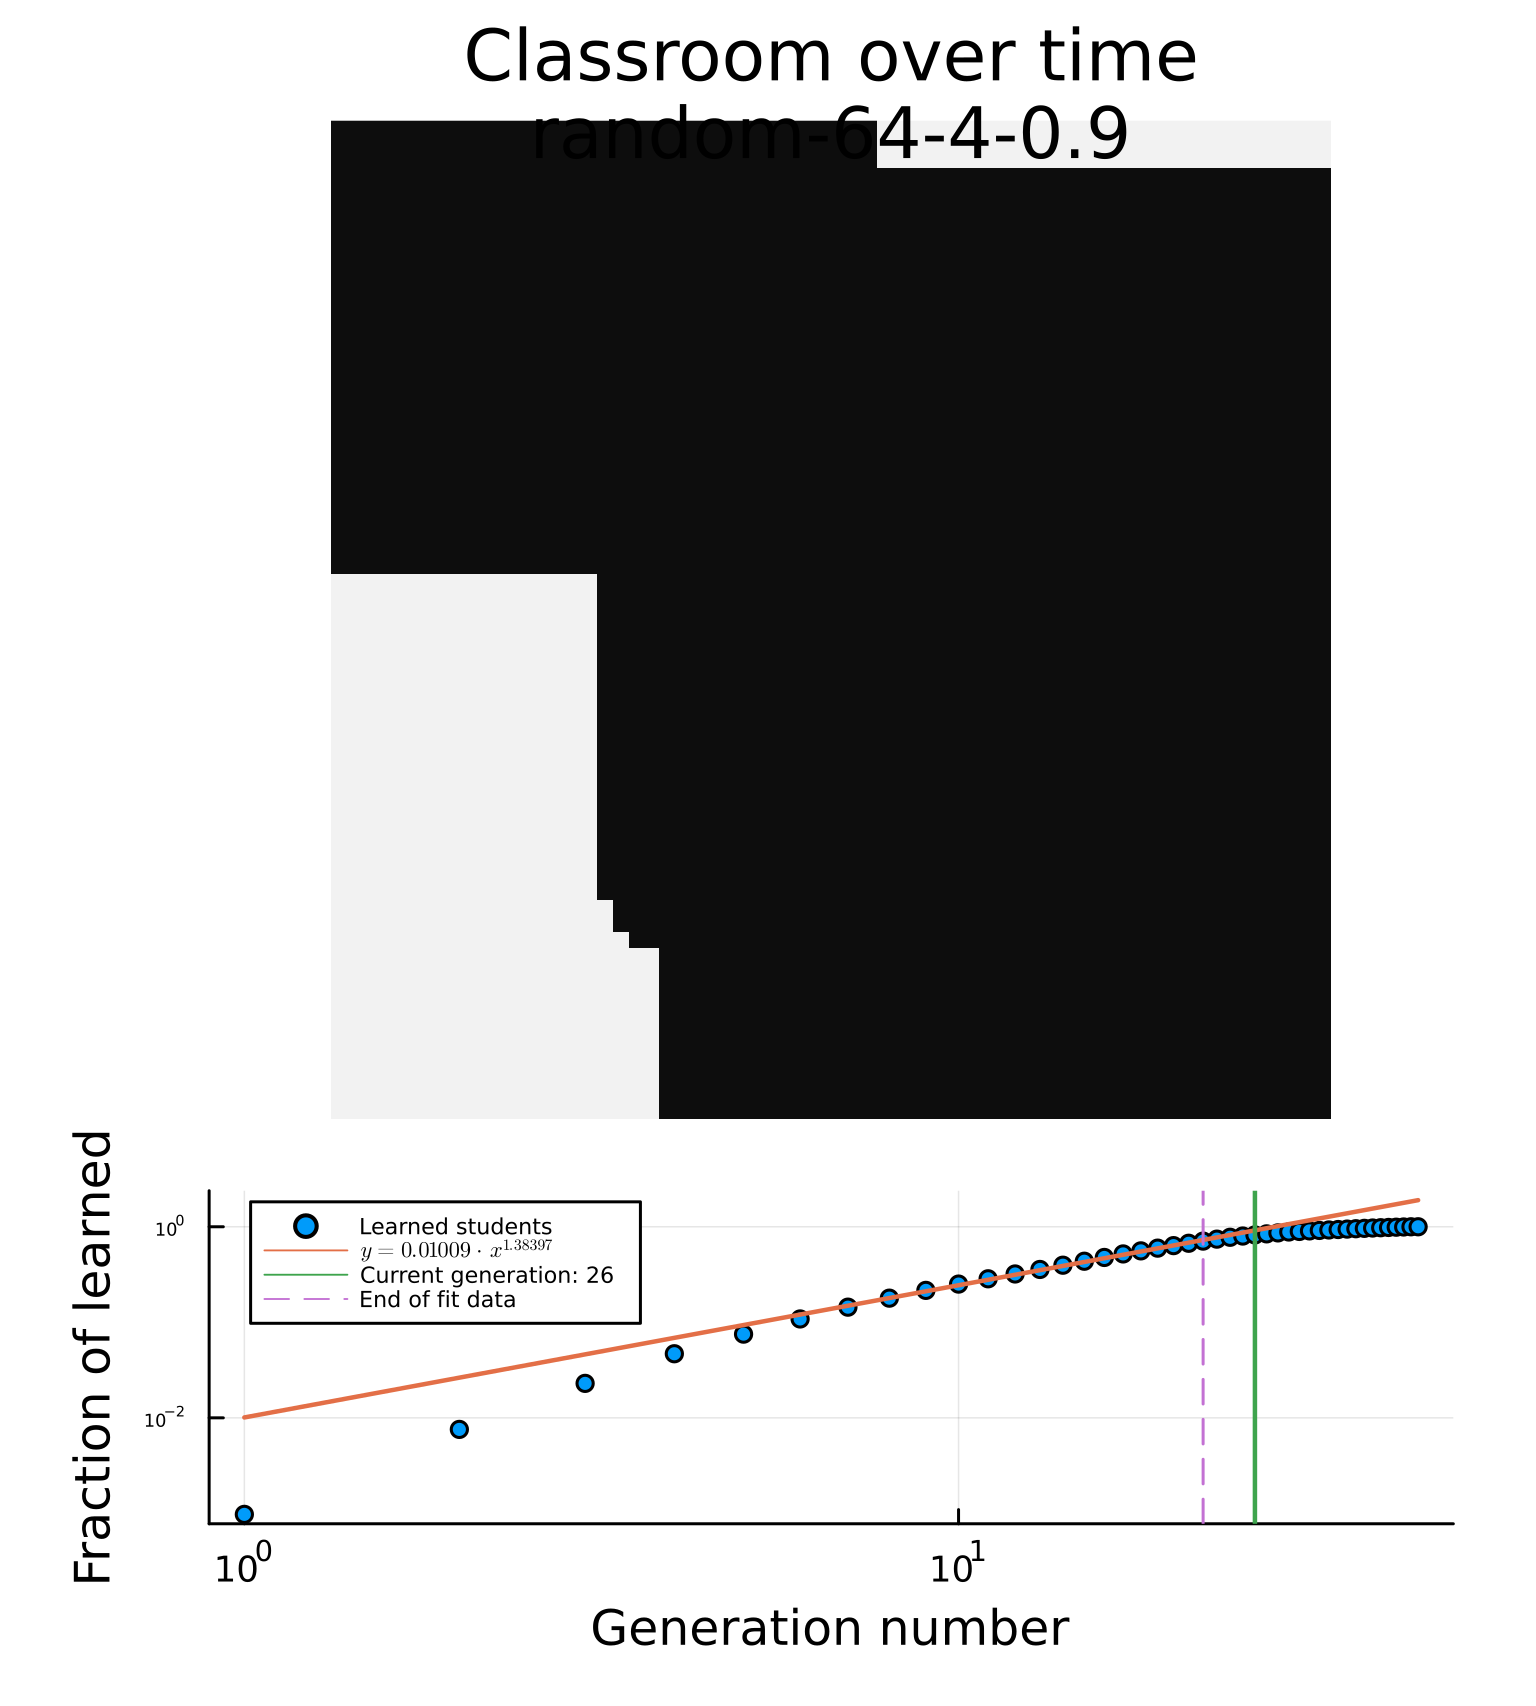 Classroom over time
random-64-4-0.9
Fraction of learned
10⁰
10⁻²
Learned students
y = 0.01009 · x^1.38397
Current generation: 26
End of fit data
10⁰
10¹
Generation number